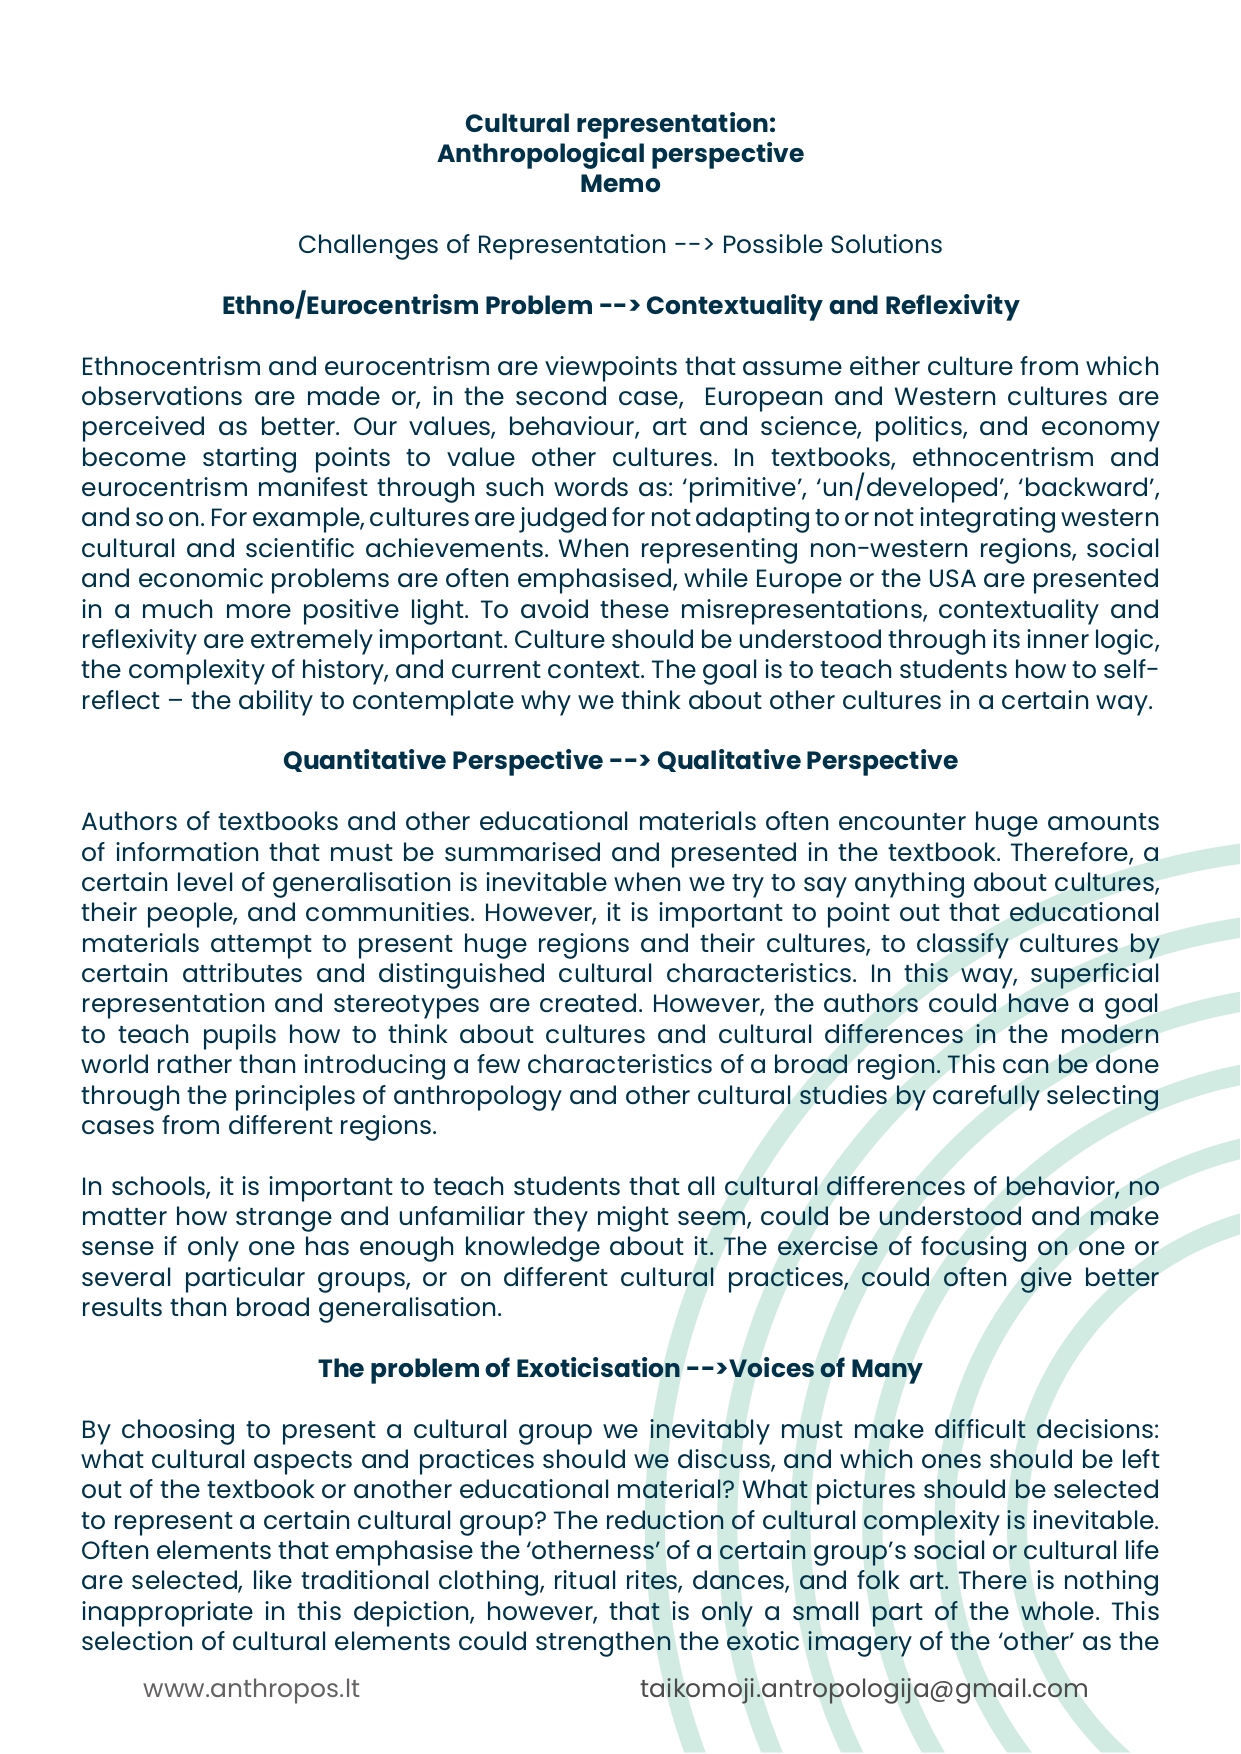 Cultural representation:
Anthropological perspective
Memo
Challenges of Representation --> Possible Solutions
Ethno/Eurocentrism Problem --> Contextuality and Reflexivity
Ethnocentrism and eurocentrism are viewpoints that assume either culture from which
observations are made or, in the second case, European and Western cultures are
perceived as better. Our values, behaviour, art and science, politics, and economy
become starting points to value other cultures. In textbooks, ethnocentrism and
eurocentrism manifest through such words as: ‘primitive’, ‘un/developed’, ‘backward’,
and so on. For example, cultures are judged for not adapting to or not integrating western
cultural and scientific achievements. When representing non-western regions, social
and economic problems are often emphasised, while Europe or the USA are presented
in a much more positive light. To avoid these misrepresentations, contextuality and
reflexivity are extremely important. Culture should be understood through its inner logic,
the complexity of history, and current context. The goal is to teach students how to self-
reflect – the ability to contemplate why we think about other cultures in a certain way.
Quantitative Perspective --> Qualitative Perspective
Authors of textbooks and other educational materials often encounter huge amounts
of information that must be summarised and presented in the textbook. Therefore, a
certain level of generalisation is inevitable when we try to say anything about cultures,
their people, and communities. However, it is important to point out that educational
materials attempt to present huge regions and their cultures, to classify cultures by
certain attributes and distinguished cultural characteristics. In this way, superficial
representation and stereotypes are created. However, the authors could have a goal
to teach pupils how to think about cultures and cultural differences in the modern
world rather than introducing a few characteristics of a broad region. This can be done
through the principles of anthropology and other cultural studies by carefully selecting
cases from different regions.
In schools, it is important to teach students that all cultural differences of behavior, no
matter how strange and unfamiliar they might seem, could be understood and make
sense if only one has enough knowledge about it. The exercise of focusing on one or
several particular groups, or on different cultural practices, could often give better
results than broad generalisation.
The problem of Exoticisation -->Voices of Many
By choosing to present a cultural group we inevitably must make difficult decisions:
what cultural aspects and practices should we discuss, and which ones should be left
out of the textbook or another educational material? What pictures should be selected
to represent a certain cultural group? The reduction of cultural complexity is inevitable.
Often elements that emphasise the ‘otherness’ of a certain group’s social or cultural life
are selected, like traditional clothing, ritual rites, dances, and folk art. There is nothing
inappropriate in this depiction, however, that is only a small part of the whole. This
selection of cultural elements could strengthen the exotic imagery of the ‘other’ as the
www.anthropos.lt
taikomoji.antropologija@gmail.com